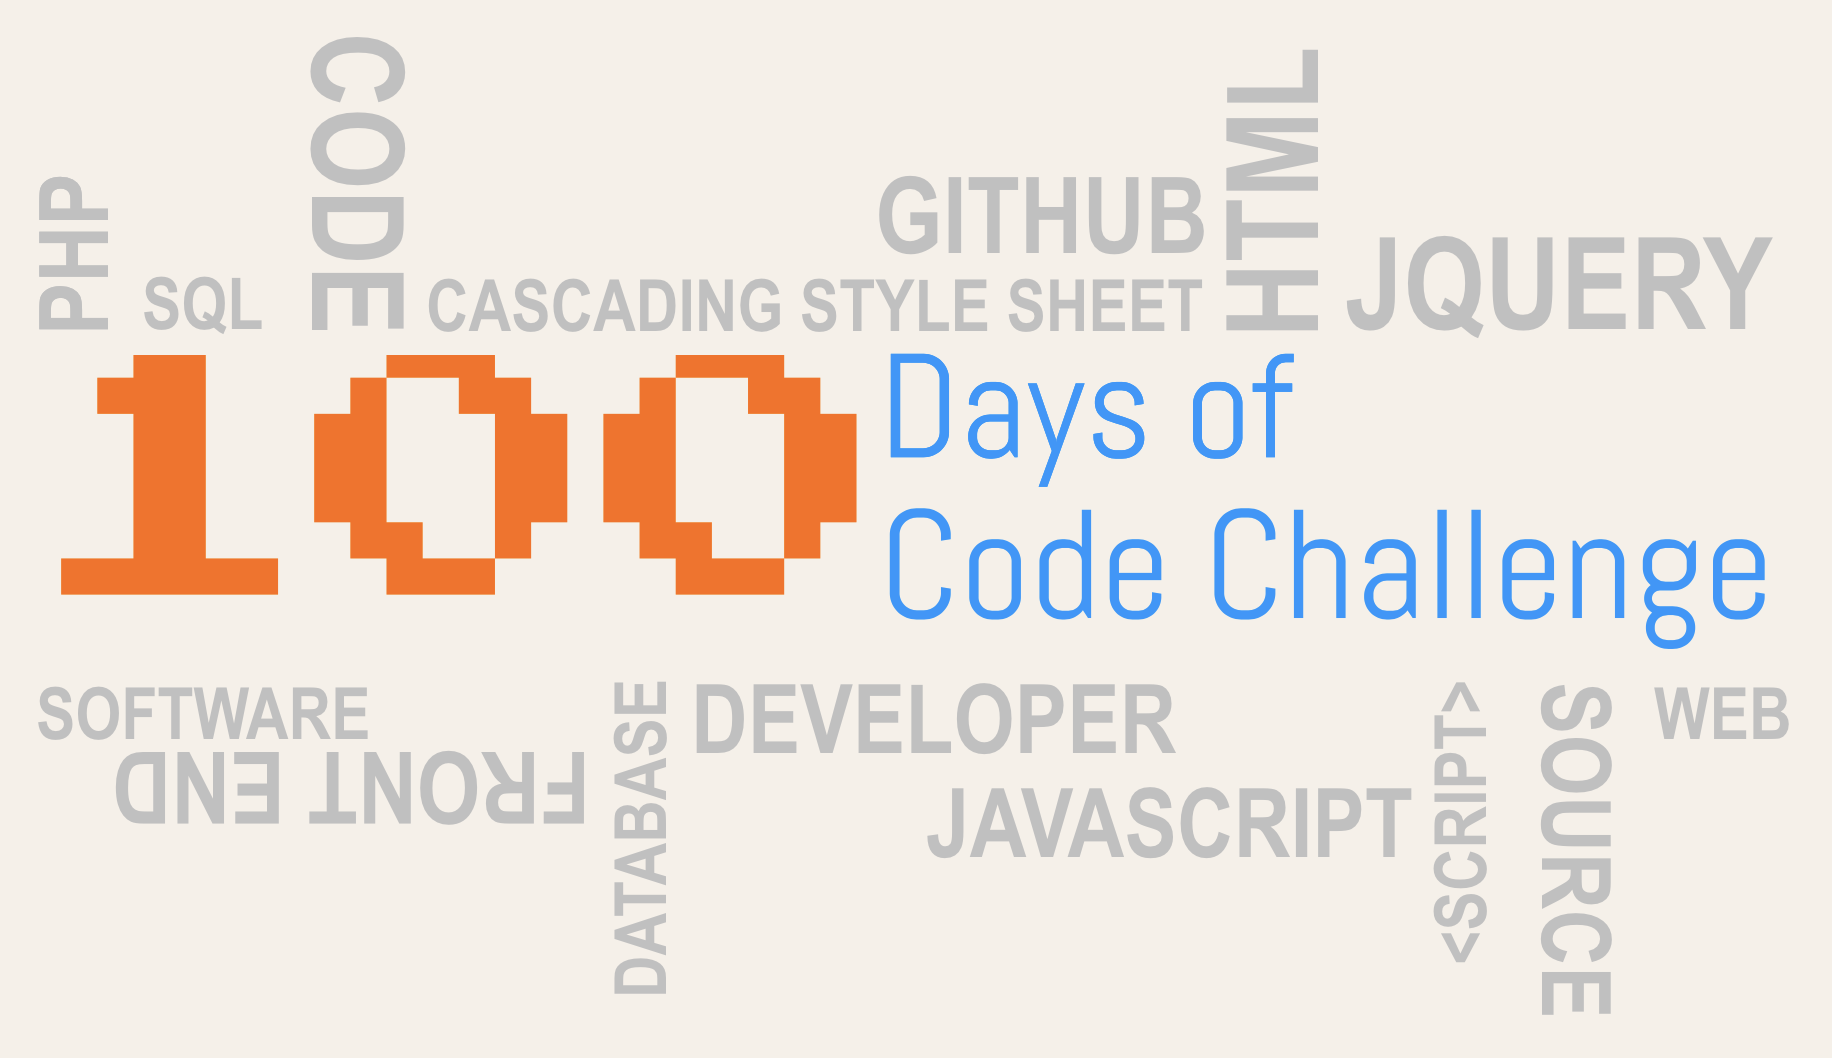 PHP
SQL
CODE
CASCADING STYLE SHEET
GITHUB
HTML
JQUERY
100
Days of
Code Challenge
SOFTWARE
FRONT END
DATABASE
DEVELOPER
JAVASCRIPT
<SCRIPT>
SOURCE
WEB